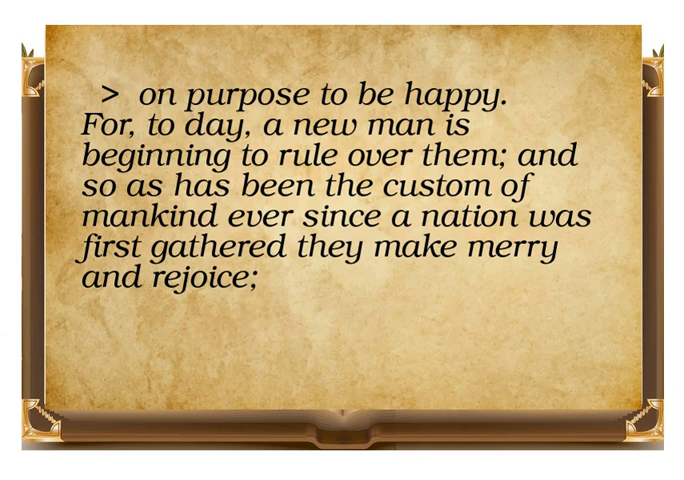 > on purpose to be happy.
For, to day, a new man is
beginning to rule over them; and
so as has been the custom of
mankind ever since a nation was
first gathered they make merry
and rejoice;